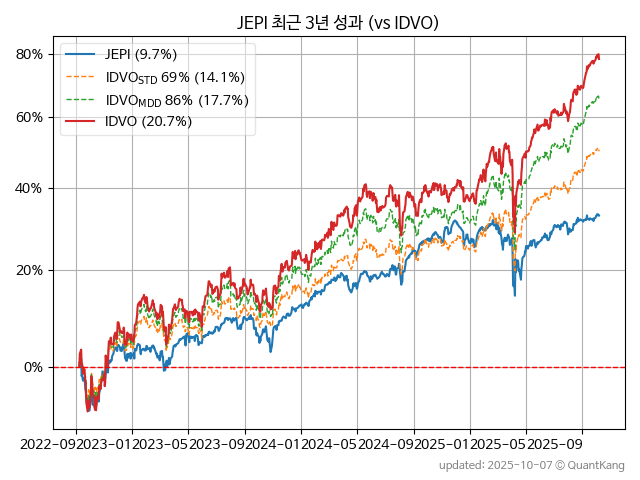 JEPI 최근 3년 성과 (vs IDVO)
JEPI (9.7%)
IDVO_STD 69% (14.1%)
IDVO_MDD 86% (17.7%)
IDVO (20.7%)
80%
60%
40%
20%
0%
2022-09 2023-01 2023-05 2023-09 2024-01 2024-05 2024-09 2025-01 2025-05 2025-09
updated: 2025-10-07 © QuantKang